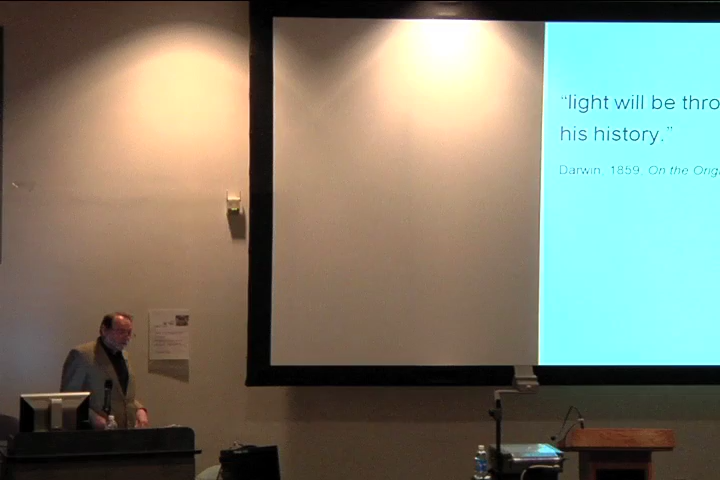 “light will be thro
his history.”
Darwin, 1859, On the Orig